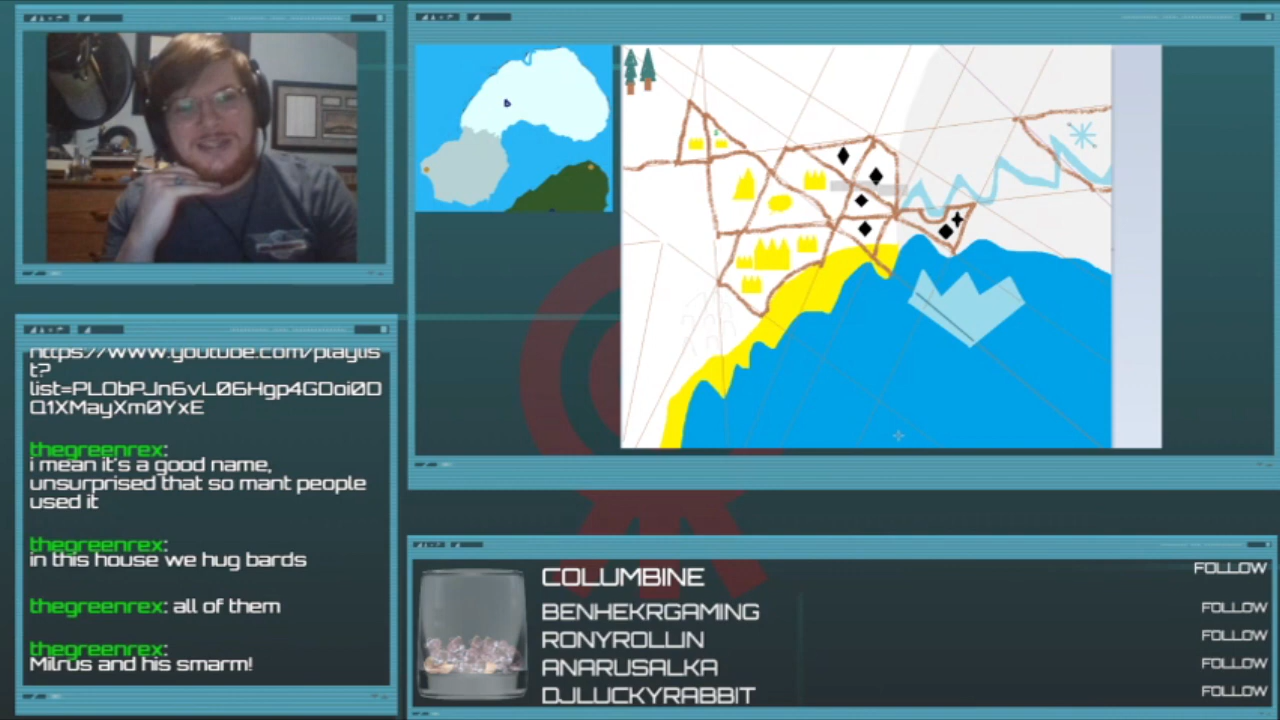 https://www.youtube.com/playlis
t?
list=PLObPJn6vL06Hgp4GDoi0D
Q1XMayXm0YxE
thegreenrex:
i mean it's a good name,
unsurprised that so mant people
used it
thegreenrex:
in this house we hug bards
thegreenrex: all of them
thegreenrex:
Milrus and his smarm!
COLUMBINE FOLLOW
BENHEKRGAMING FOLLOW
RONYROLLIN FOLLOW
ANARUSALKA FOLLOW
DJLUCKYRABBIT FOLLOW